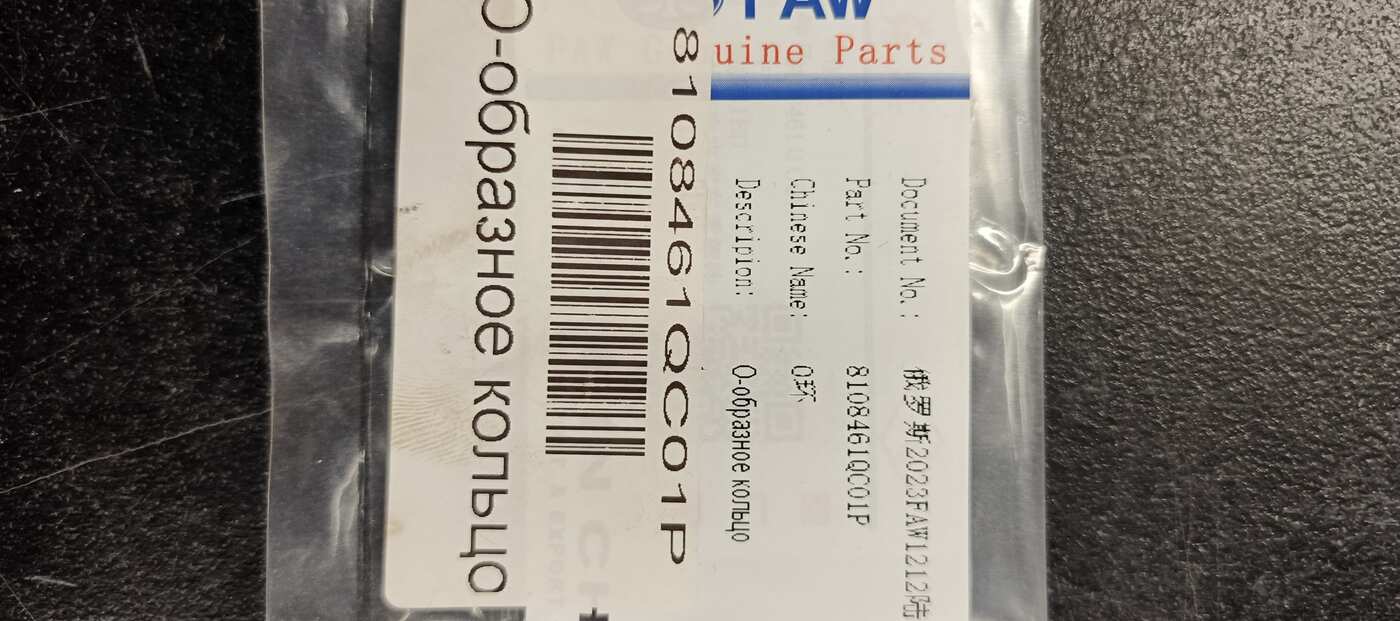 FAW
uine Parts
Document No.: 俄罗斯2023FAW1212陆
Part No.: 8108461QC01P
Chinese Name: O环
Descripion: О-образное кольцо
8108461QC01P
О-образное кольцо